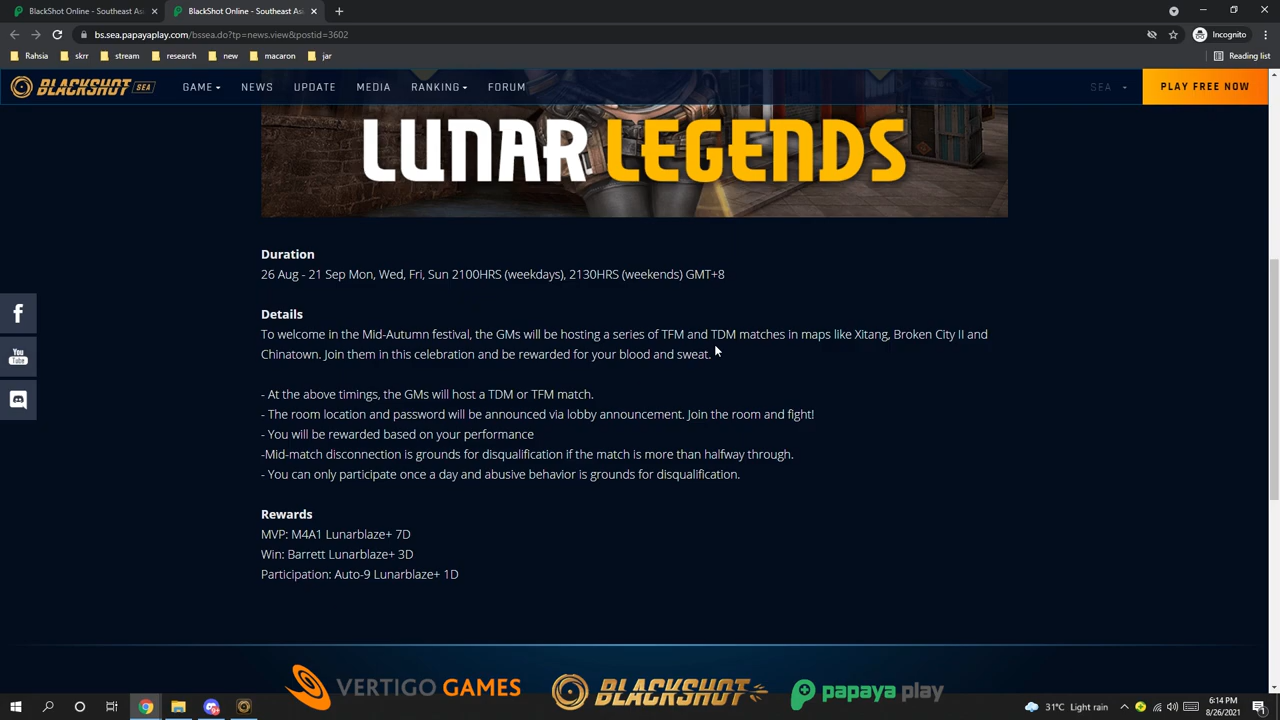 BlackShot Online - Southeast Asi
BlackShot Online - Southeast Asi
bs.sea.papayaplay.com/bssea.do?tp=news.view&postid=3602
Incognito
Rahsia
skrr
stream
research
new
macaron
jar
Reading list
BLACKSHOT SEA
GAME
NEWS
UPDATE
MEDIA
RANKING
FORUM
SEA
PLAY FREE NOW
LUNAR LEGENDS
Duration
26 Aug - 21 Sep Mon, Wed, Fri, Sun 2100HRS (weekdays), 2130HRS (weekends) GMT+8
Details
To welcome in the Mid-Autumn festival, the GMs will be hosting a series of TFM and TDM matches in maps like Xitang, Broken City II and
Chinatown. Join them in this celebration and be rewarded for your blood and sweat.
- At the above timings, the GMs will host a TDM or TFM match.
- The room location and password will be announced via lobby announcement. Join the room and fight!
- You will be rewarded based on your performance
-Mid-match disconnection is grounds for disqualification if the match is more than halfway through.
- You can only participate once a day and abusive behavior is grounds for disqualification.
Rewards
MVP: M4A1 Lunarblaze+ 7D
Win: Barrett Lunarblaze+ 3D
Participation: Auto-9 Lunarblaze+ 1D
VERTIGO GAMES
BLACKSHOT
papaya play
You
Tube
31°C Light rain
6:14 PM
8/26/2021